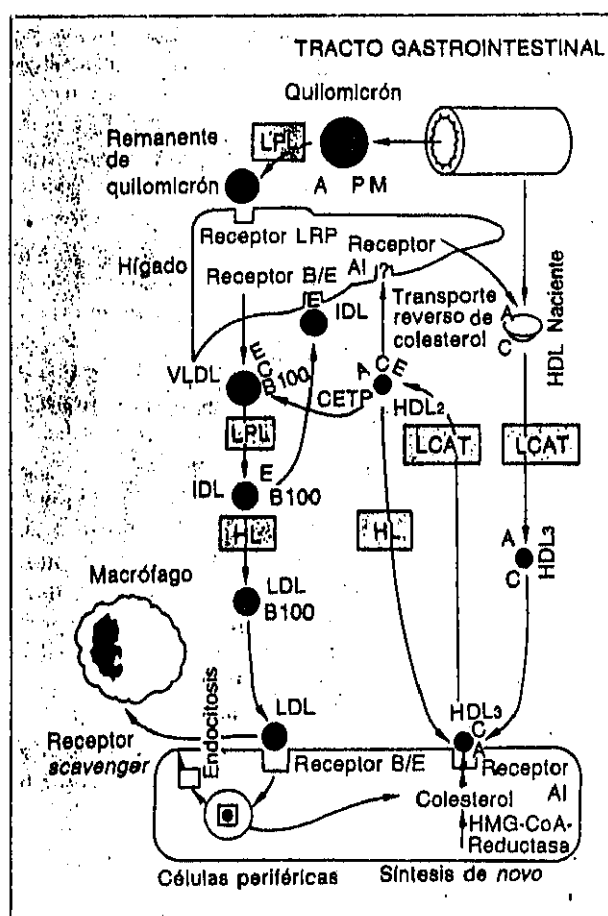 TRACTO GASTROINTESTINAL
Quilomicrón
Remanente
de
quilomicrón
LPL
A PM
Receptor LRP
Hígado
Receptor
AI
?
Receptor B/E
E
IDL
Transporte
reverso de
colesterol
A
C
HDL Naciente
VLDL
E
C
B100
A C E
CETP
HDL2
LPL
LCAT
LCAT
IDL
E
B100
HL
HL
A
C
HDL3
Macrófago
LDL
B100
LDL
Endocitosis
HDL3
C
A
Receptor
scavenger
Receptor B/E
Receptor
AI
Colesterol
HMG-CoA-
Reductasa
Células periféricas
Síntesis de novo